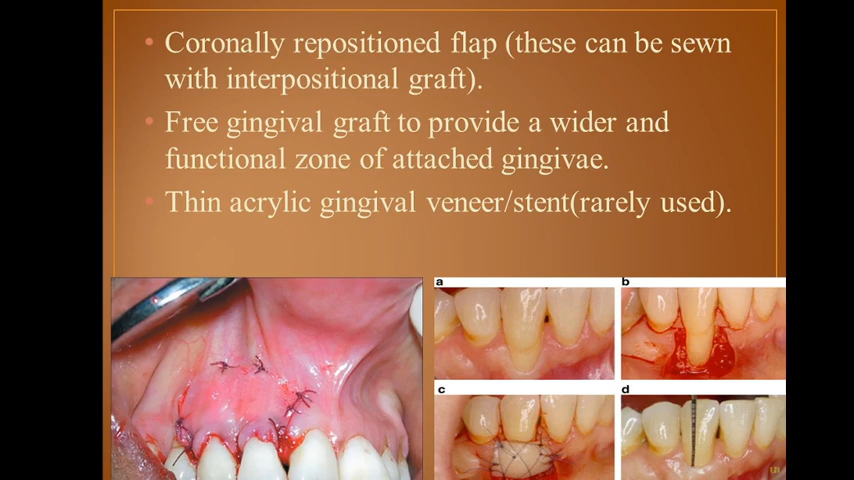 Coronally repositioned flap (these can be sewn
with interpositional graft).
Free gingival graft to provide a wider and
functional zone of attached gingivae.
Thin acrylic gingival veneer/stent(rarely used).
a
b
c
d